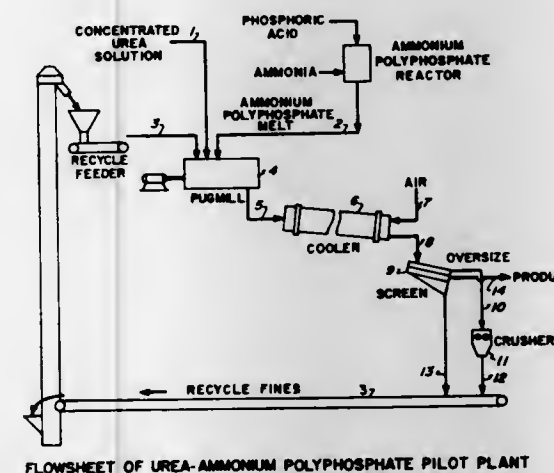 PHOSPHORIC
ACID
CONCENTRATED
UREA
SOLUTION
1
AMMONIA
AMMONIUM
POLYPHOSPHATE
REACTOR
AMMONIUM
POLYPHOSPHATE
MELT
2
3
RECYCLE
FEEDER
4
PUGMILL
5
6
COOLER
AIR
7
8
9
SCREEN
OVERSIZE
PRODU
14
10
CRUSHER
11
12
13
RECYCLE FINES
3
FLOWSHEET OF UREA-AMMONIUM POLYPHOSPHATE PILOT PLANT